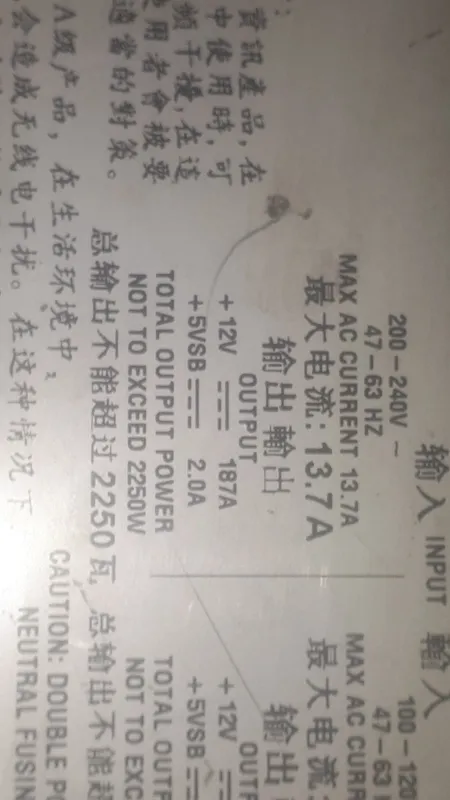 輸入 INPUT 輸入
200-240V ~
47-63 HZ
MAX AC CURRENT 13.7A
最大电流: 13.7A
输出 輸出
OUTPUT
+12V ⎓ 187A
+5VSB ⎓ 2.0A
TOTAL OUTPUT POWER
NOT TO EXCEED 2250W
总输出不能超过2250瓦
100-120
47-63
MAX AC CURR
最大电流
输出
OUTP
+12V
+5VSB
TOTAL OUTP
NOT TO EXC
总输出不能超
CAUTION: DOUBLE PO
NEUTRAL FUSIN
資訊產品, 在
中使用時, 可
頻干擾, 在這
使用者會被要
適當的對策。
A级产品, 在生活环境中,
会造成无线电干扰。在这种情况下